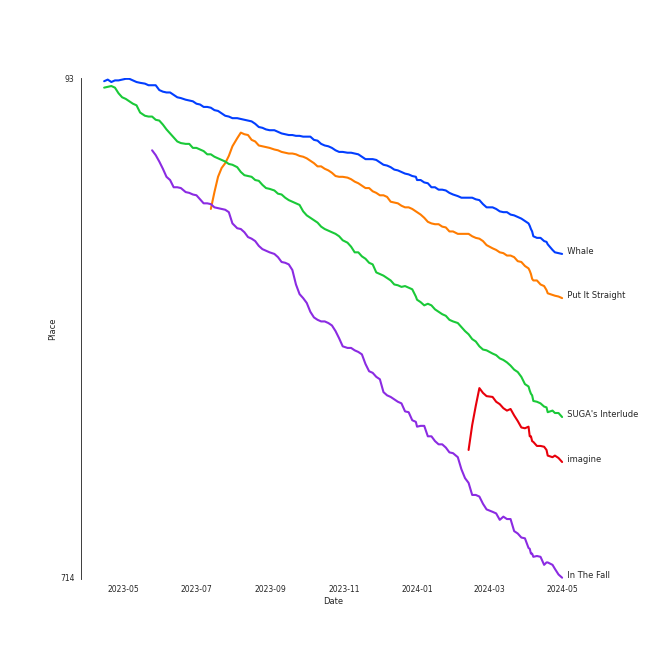 93
Whale
Put It Straight
Place
SUGA's Interlude
imagine
In The Fall
714
2023-05 2023-07 2023-09 2023-11 2024-01 2024-03 2024-05
Date